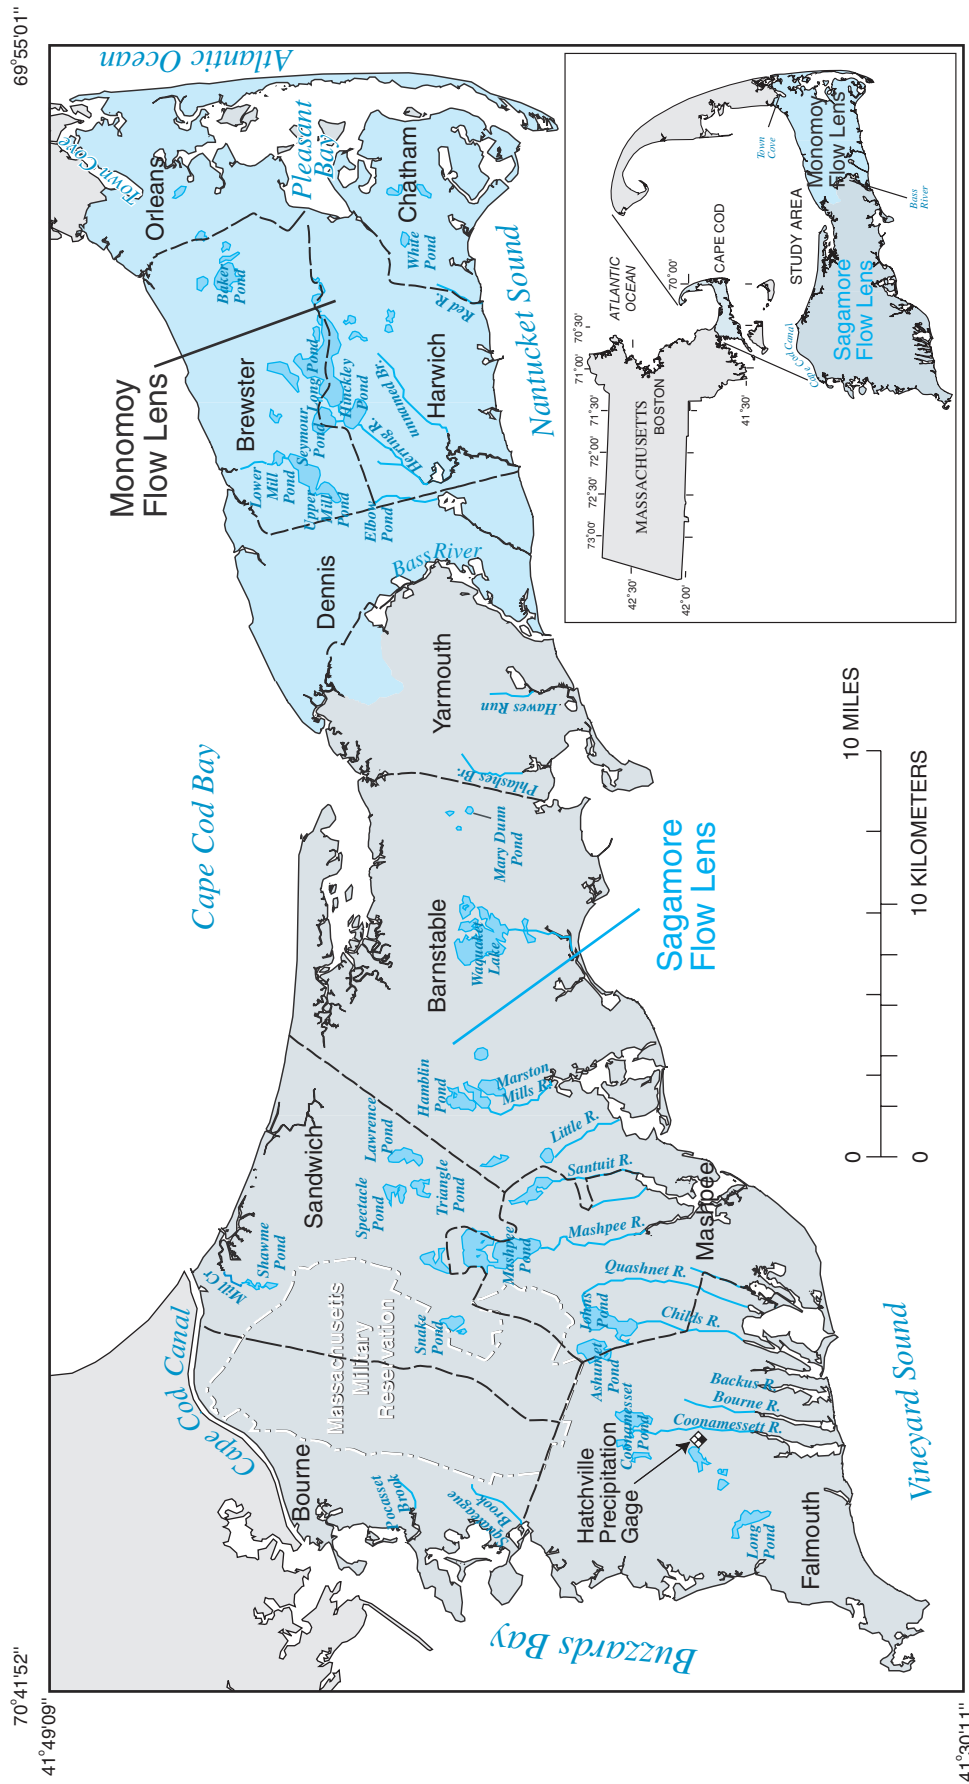 70°41'52"
69°55'01"
41°49'09"
41°30'11"
Atlantic Ocean
Town Cove
Orleans
Pleasant
Bay
Chatham
White
Pond
Baker
Pond
Red R.
Nantucket Sound
Monomoy
Flow Lens
Brewster
Long Pond
Hinckley
Pond
Seymour
Pond
Lower
Mill
Pond
Upper
Mill
Pond
Elbow
Pond
Herring R.
unnamed Br.
Harwich
Dennis
Bass River
Yarmouth
Hawes Run
Phlashes Br.
Cape Cod Bay
Mary Dunn
Pond
Barnstable
Waquaket
Lake
Sagamore
Flow Lens
Hamblin
Pond
Marston
Mills R.
Little R.
Santuit R.
Lawrence
Pond
Spectacle
Pond
Triangle
Pond
Sandwich
Shawme
Pond
Mill Cr
Mashpee
Pond
Mashpee R.
Mashpee
Quashnet R.
Childs R.
Johns
Pond
Ashumet
Pond
Snake
Pond
Massachusetts
Military
Reservation
Cape Cod Canal
Bourne
Pocasset
Brook
Squeteague
Brook
Coonamessett
Pond
Backus R.
Bourne R.
Coonamessett R.
Hatchville
Precipitation
Gage
Long
Pond
Falmouth
Buzzards Bay
Vineyard Sound
0
10 MILES
0
10 KILOMETERS
73°00'
72°30'
72°00'
71°30'
71°00'
70°30'
70°00'
42°30'
42°00'
41°30'
MASSACHUSETTS
BOSTON
ATLANTIC
OCEAN
CAPE COD
STUDY AREA
Town
Cove
Monomoy
Flow Lens
Bass
River
Cape Cod Canal
Sagamore
Flow Lens